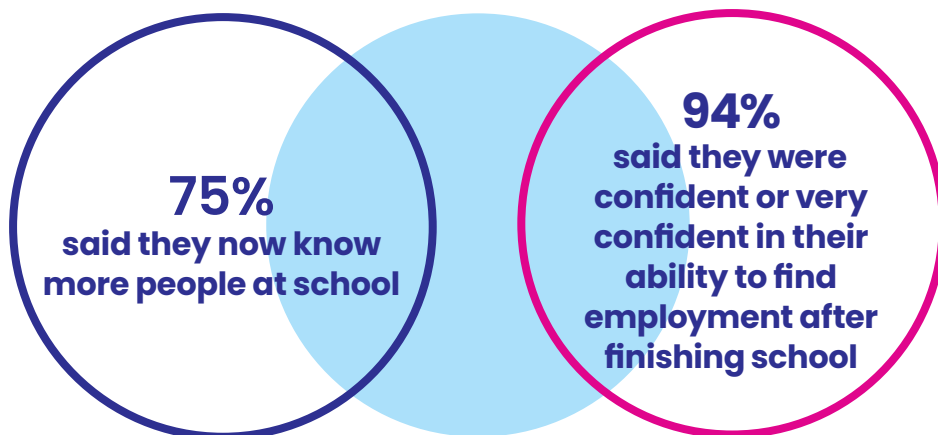 75%
said they now know
more people at school
94%
said they were
confident or very
confident in their
ability to find
employment after
finishing school